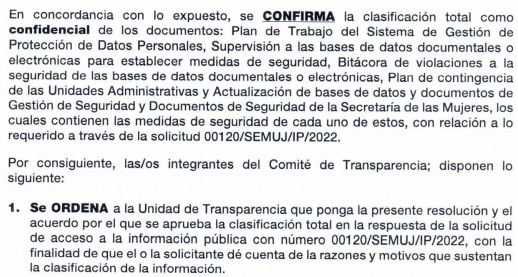 En concordancia con lo expuesto, se CONFIRMA la clasificación total como
confidencial de los documentos: Plan de Trabajo del Sistema de Gestión de
Protección de Datos Personales, Supervisión a las bases de datos documentales o
electrónicas para establecer medidas de seguridad, Bitácora de violaciones a la
seguridad de las bases de datos documentales o electrónicas, Plan de contingencia
de las Unidades Administrativas y Actualización de bases de datos y documentos de
Gestión de Seguridad y Documentos de Seguridad de la Secretaría de las Mujeres, los
cuales contienen las medidas de seguridad de cada uno de estos, con relación a lo
requerido a través de la solicitud 00120/SEMUJ/IP/2022.
Por consiguiente, las/os integrantes del Comité de Transparencia; disponen lo
siguiente:
1. Se ORDENA a la Unidad de Transparencia que ponga la presente resolución y el
acuerdo por el que se aprueba la clasificación total en la respuesta de la solicitud
de acceso a la información pública con número 00120/SEMUJ/IP/2022, con la
finalidad de que el o la solicitante dé cuenta de la razones y motivos que sustentan
la clasificación de la información.